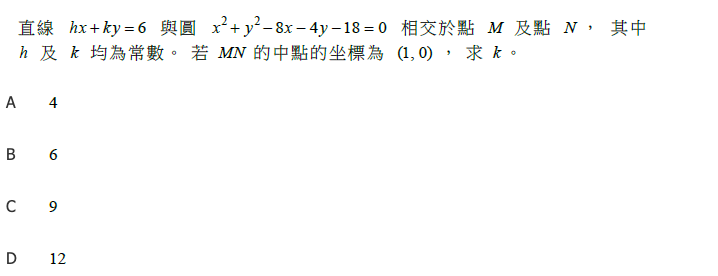 直線 hx + ky = 6 與圓 x² + y² − 8x − 4y − 18 = 0 相交於點 M 及點 N ， 其中
h 及 k 均為常數。 若 MN 的中點的坐標為 (1, 0) ， 求 k 。
A 4
B 6
C 9
D 12